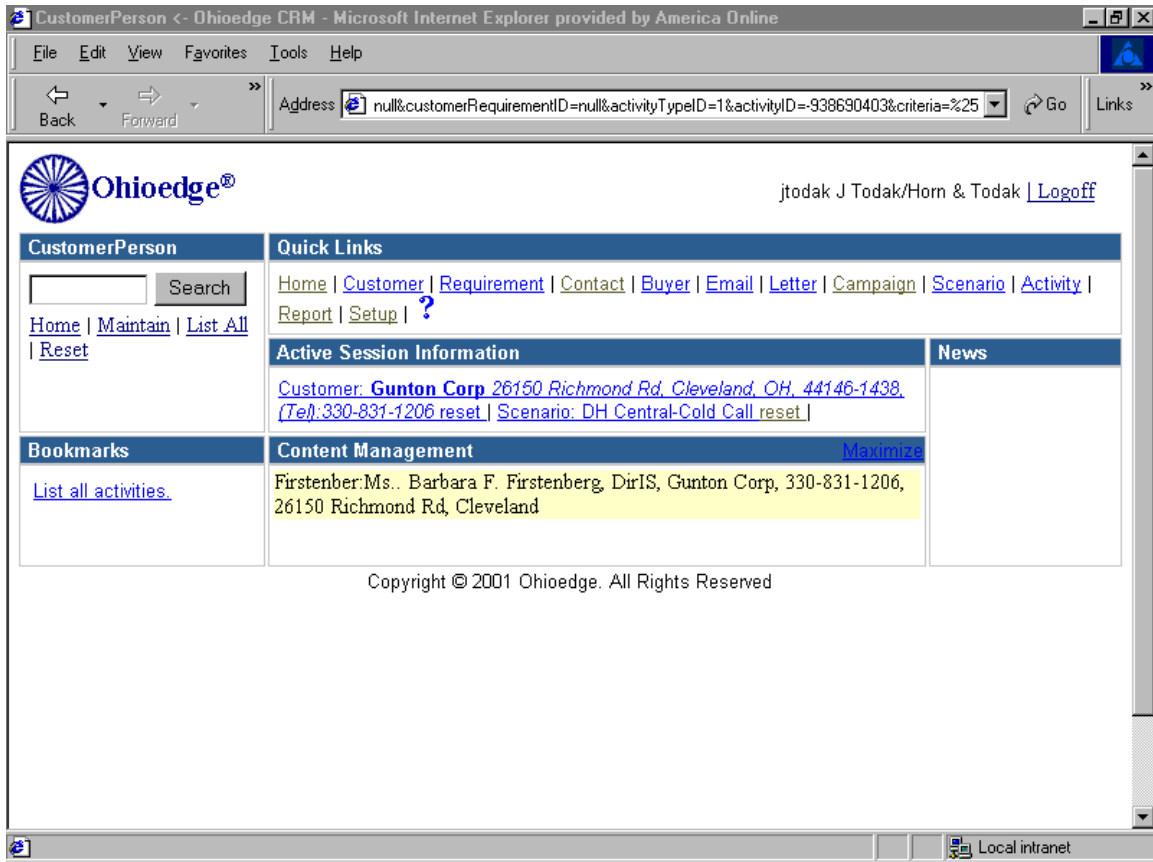 CustomerPerson <- Ohioedge CRM - Microsoft Internet Explorer provided by America Online
File Edit View Favorites Tools Help
Back Forward » Address null&customerRequirementID=null&activityTypeID=1&activityID=-938690403&criteria=%25 Go Links »
Ohioedge®
jtodak J Todak/Horn & Todak | Logoff
CustomerPerson
Search
Home | Maintain | List All
| Reset
Quick Links
Home | Customer | Requirement | Contact | Buyer | Email | Letter | Campaign | Scenario | Activity |
Report | Setup | ?
Active Session Information
Customer: Gunton Corp 26150 Richmond Rd, Cleveland, OH, 44146-1438,
(Tel):330-831-1206 reset | Scenario: DH Central-Cold Call reset |
News
Bookmarks
List all activities.
Content Management Maximize
Firstenber:Ms.. Barbara F. Firstenberg, DirIS, Gunton Corp, 330-831-1206,
26150 Richmond Rd, Cleveland
Copyright © 2001 Ohioedge. All Rights Reserved
Local intranet